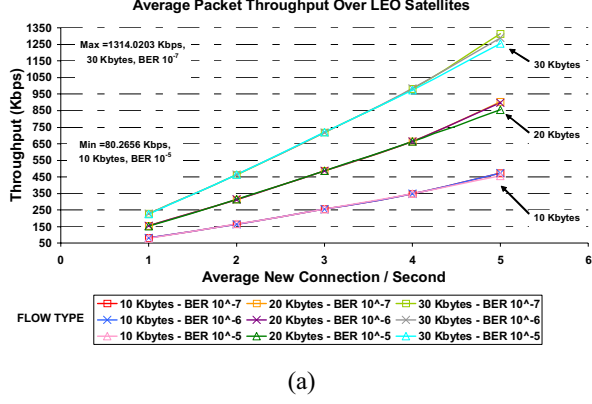 Average Packet Throughput Over LEO Satellites
Throughput (Kbps)
1350
1250
1150
1050
950
850
750
650
550
450
350
250
150
50
Max =1314.0203 Kbps,
30 Kbytes, BER 10-7
Min =80.2656 Kbps,
10 Kbytes, BER 10-5
30 Kbytes
20 Kbytes
10 Kbytes
0 1 2 3 4 5 6
Average New Connection / Second
FLOW TYPE
10 Kbytes - BER 10^-7 20 Kbytes - BER 10^-7 30 Kbytes - BER 10^-7
10 Kbytes - BER 10^-6 20 Kbytes - BER 10^-6 30 Kbytes - BER 10^-6
10 Kbytes - BER 10^-5 20 Kbytes - BER 10^-5 30 Kbytes - BER 10^-5
(a)